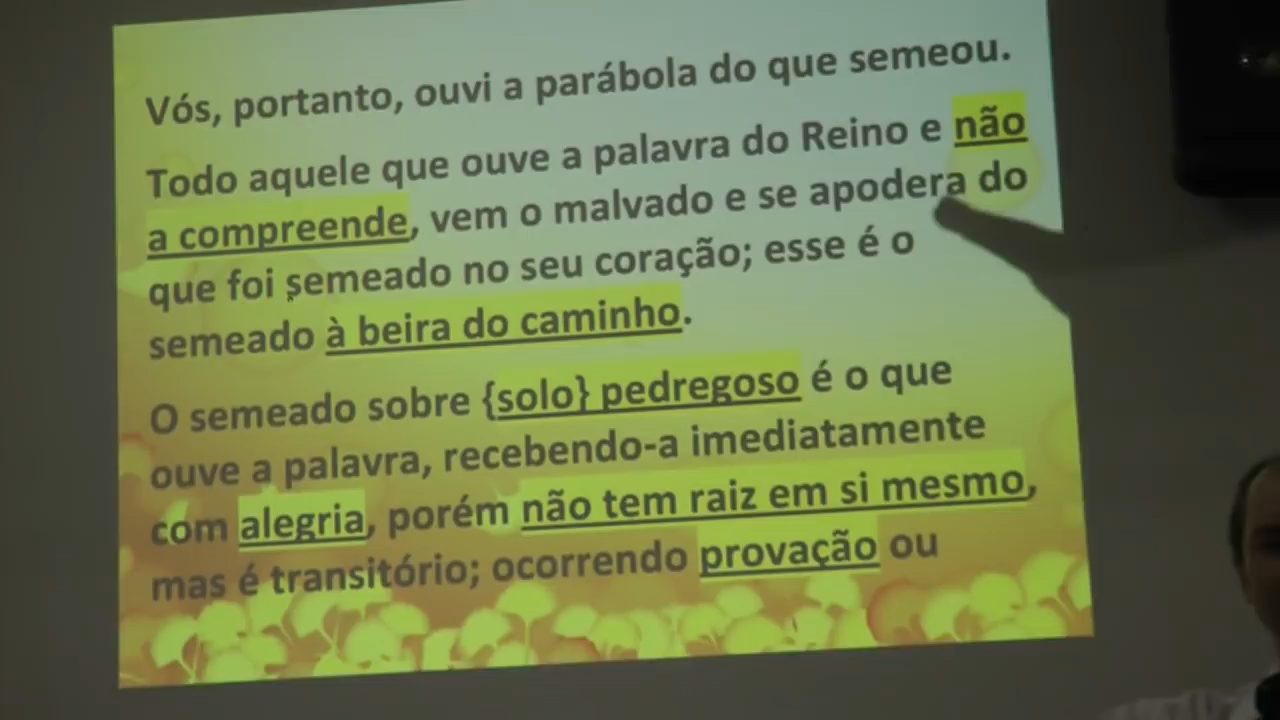 Vós, portanto, ouvi a parábola do que semeou.
Todo aquele que ouve a palavra do Reino e não
a compreende, vem o malvado e se apodera do
que foi semeado no seu coração; esse é o
semeado à beira do caminho.
O semeado sobre {solo} pedregoso é o que
ouve a palavra, recebendo-a imediatamente
com alegria, porém não tem raiz em si mesmo,
mas é transitório; ocorrendo provação ou